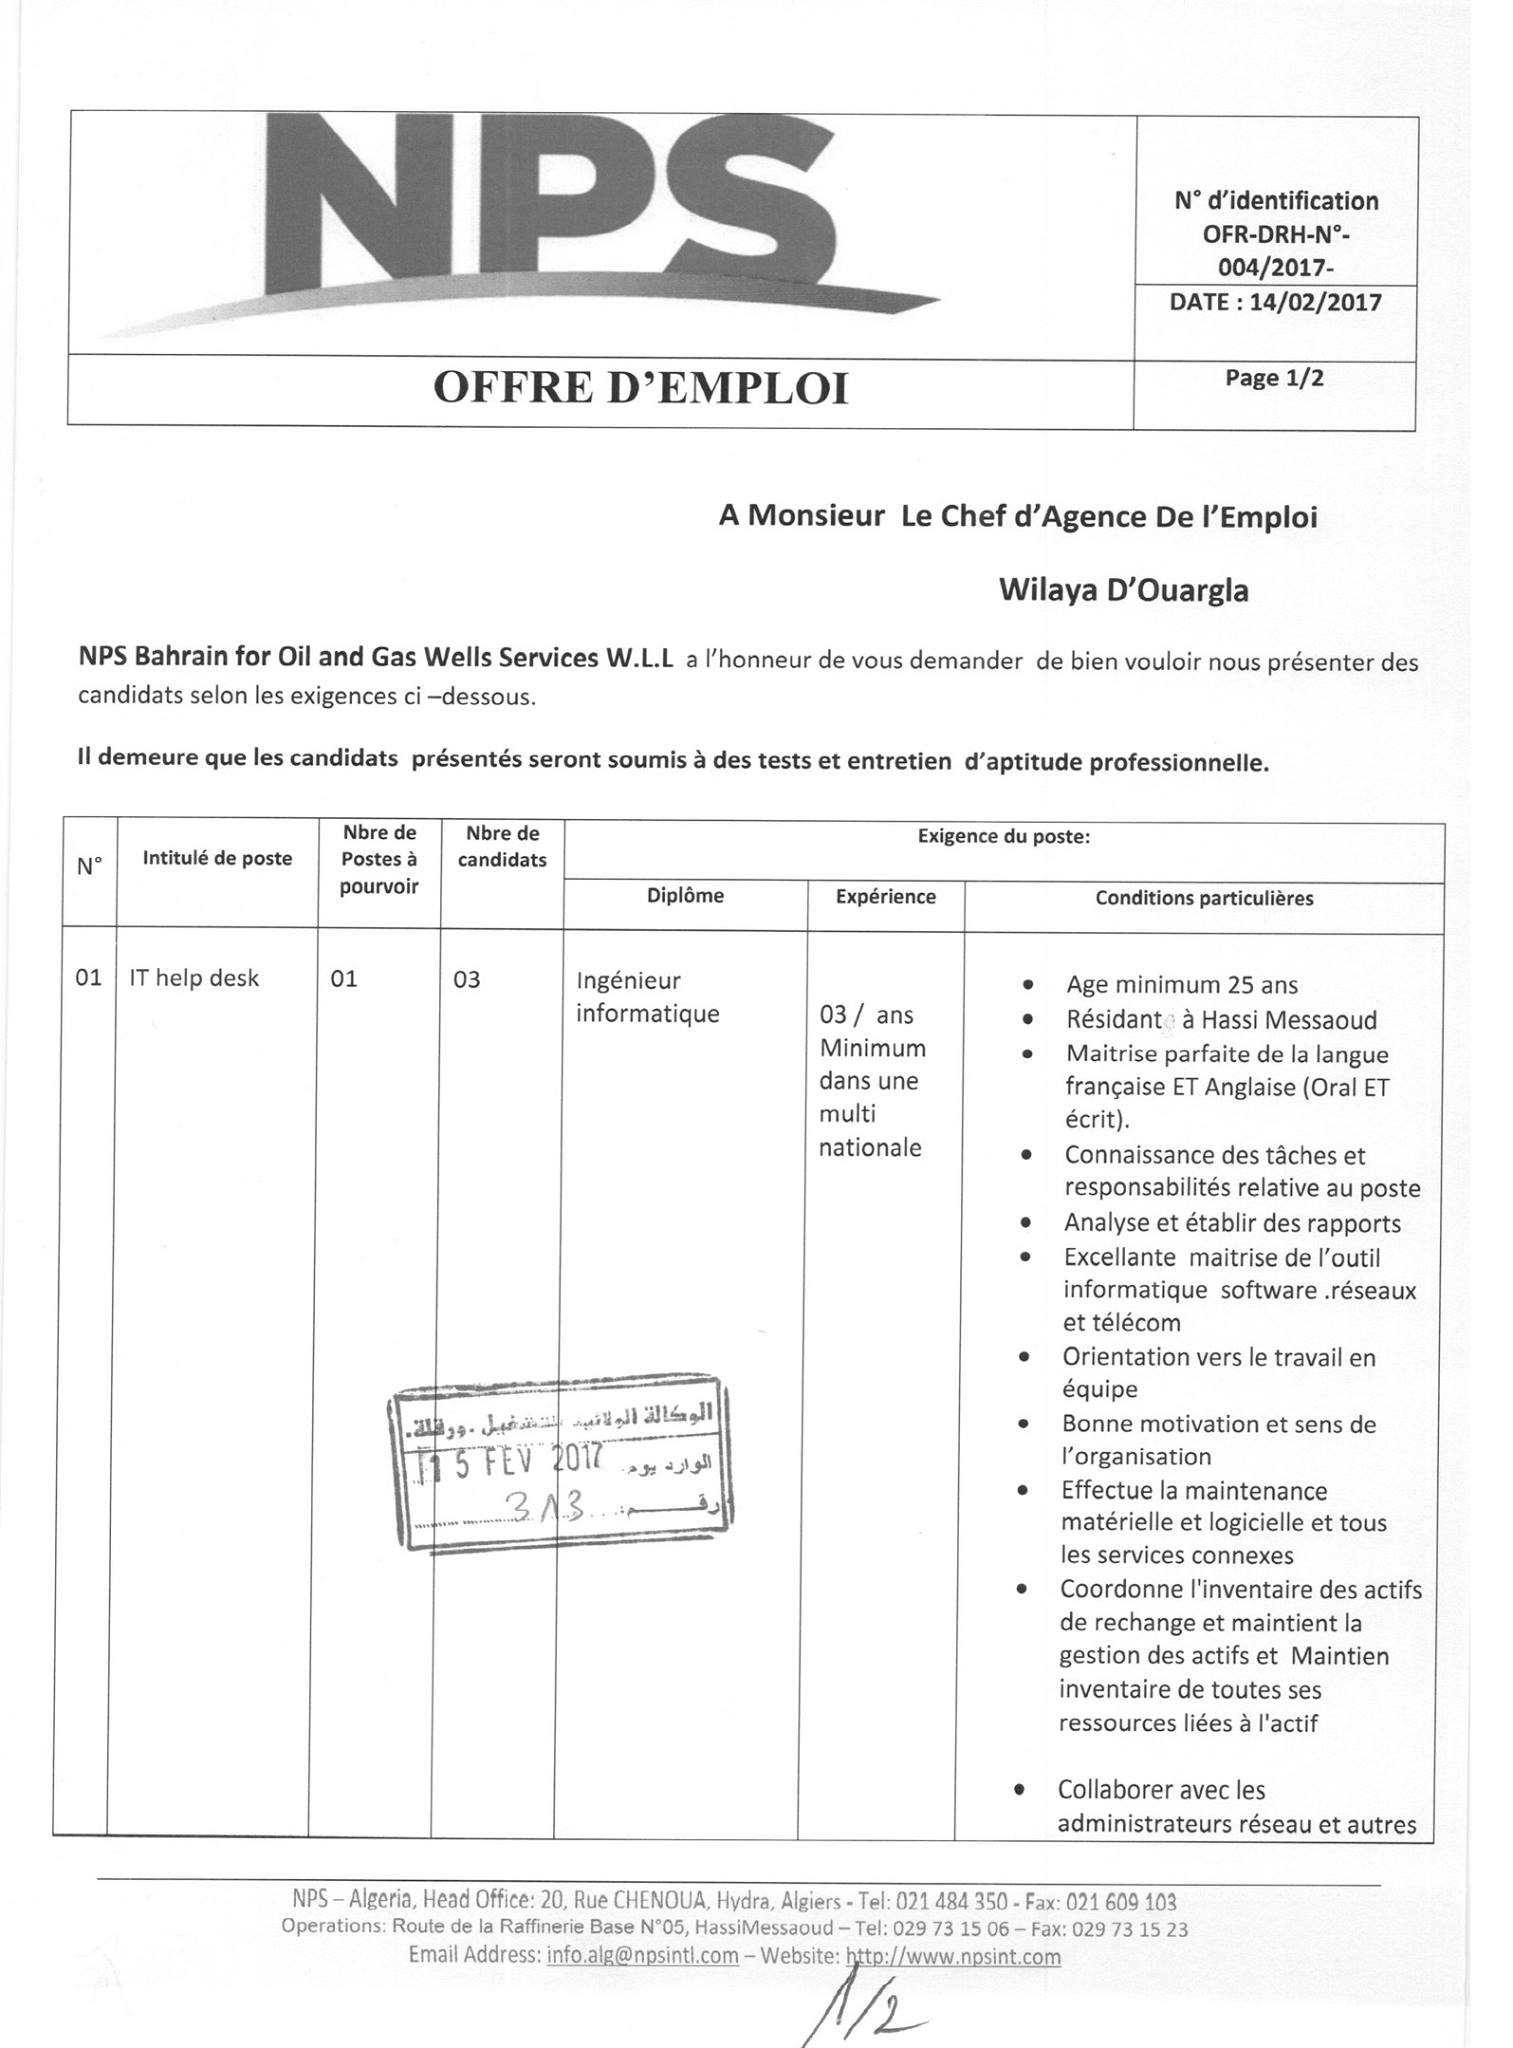 NPS
N° d'identification
OFR-DRH-N°-
004/2017-
DATE : 14/02/2017
OFFRE D'EMPLOI
Page 1/2
A Monsieur Le Chef d'Agence De l'Emploi
Wilaya D'Ouargla
NPS Bahrain for Oil and Gas Wells Services W.L.L a l'honneur de vous demander de bien vouloir nous présenter des
candidats selon les exigences ci –dessous.
Il demeure que les candidats présentés seront soumis à des tests et entretien d'aptitude professionnelle.
N°
Intitulé de poste
Nbre de
Postes à
pourvoir
Nbre de
candidats
Exigence du poste:
Diplôme
Expérience
Conditions particulières
01
IT help desk
01
03
Ingénieur
informatique
03 / ans
Minimum
dans une
multi
nationale
• Age minimum 25 ans
• Résidant à Hassi Messaoud
• Maitrise parfaite de la langue
française ET Anglaise (Oral ET
écrit).
• Connaissance des tâches et
responsabilités relative au poste
• Analyse et établir des rapports
• Excellante maitrise de l'outil
informatique software .réseaux
et télécom
• Orientation vers le travail en
équipe
• Bonne motivation et sens de
l'organisation
• Effectue la maintenance
matérielle et logicielle et tous
les services connexes
• Coordonne l'inventaire des actifs
de rechange et maintient la
gestion des actifs et Maintien
inventaire de toutes ses
ressources liées à l'actif
• Collaborer avec les
administrateurs réseau et autres
الوكالة الولائية للتشغيل .ورقلة.
الوارد يوم 15 FEV 2017
رقم:
NPS – Algeria, Head Office: 20, Rue CHENOUA, Hydra, Algiers - Tel: 021 484 350 - Fax: 021 609 103
Operations: Route de la Raffinerie Base N°05, HassiMessaoud – Tel: 029 73 15 06 – Fax: 029 73 15 23
Email Address: info.alg@npsintl.com – Website: http://www.npsint.com
1/2